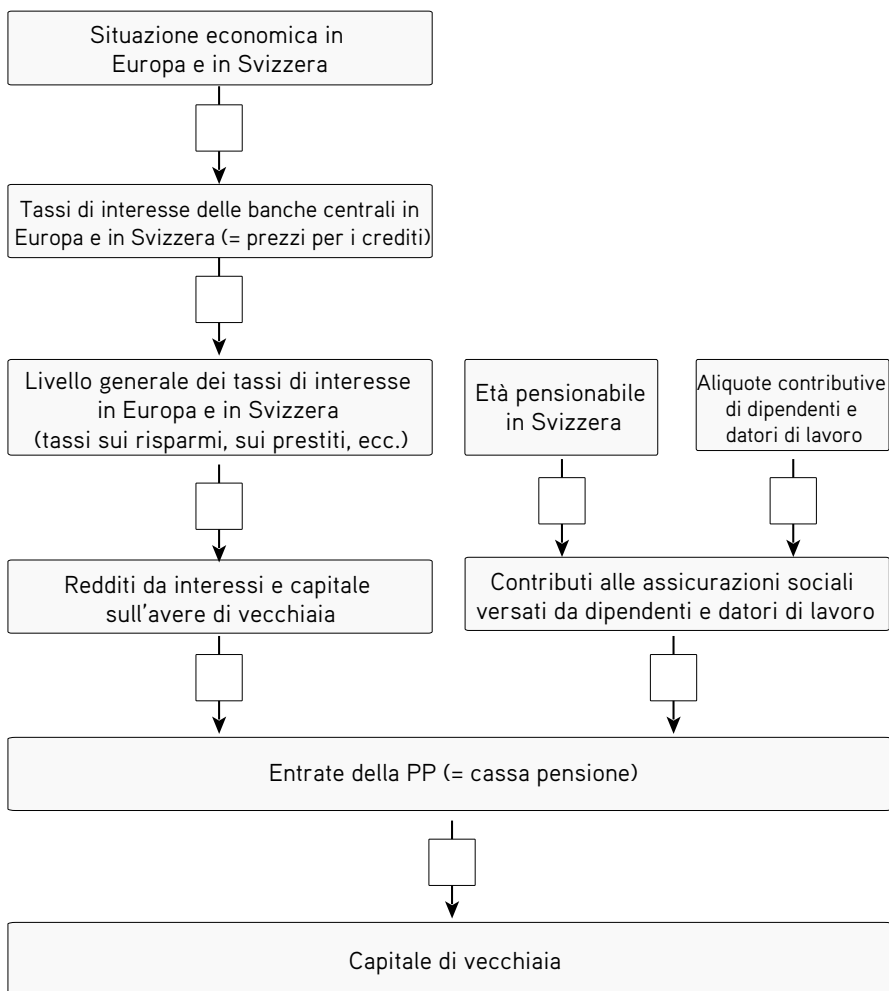 Situazione economica in
Europa e in Svizzera
Tassi di interesse delle banche centrali in
Europa e in Svizzera (= prezzi per i crediti)
Livello generale dei tassi di interesse
in Europa e in Svizzera
(tassi sui risparmi, sui prestiti, ecc.)
Età pensionabile
in Svizzera
Aliquote contributive
di dipendenti e
datori di lavoro
Redditi da interessi e capitale
sull'avere di vecchiaia
Contributi alle assicurazioni sociali
versati da dipendenti e datori di lavoro
Entrate della PP (= cassa pensione)
Capitale di vecchiaia